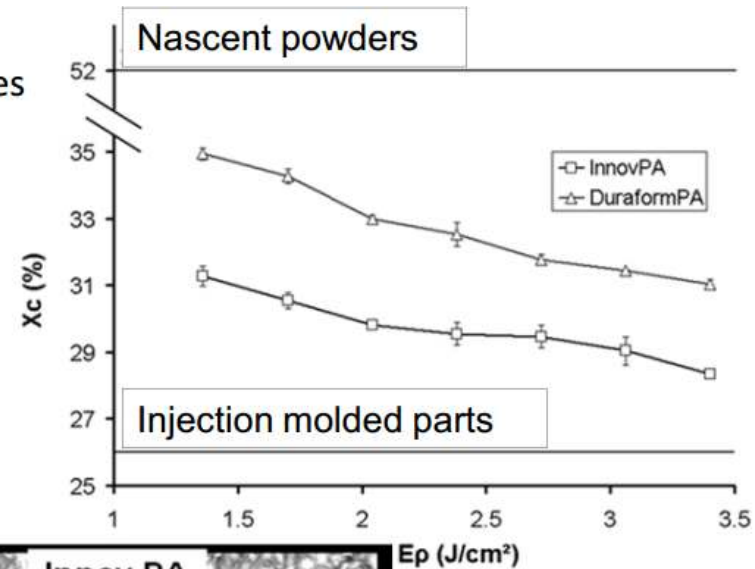 Nascent powders
es
52
35
33
31
29
27
25
Xc (%)
InnovPA
DuraformPA
Injection molded parts
1 1.5 2 2.5 3 3.5
Eρ (J/cm²)